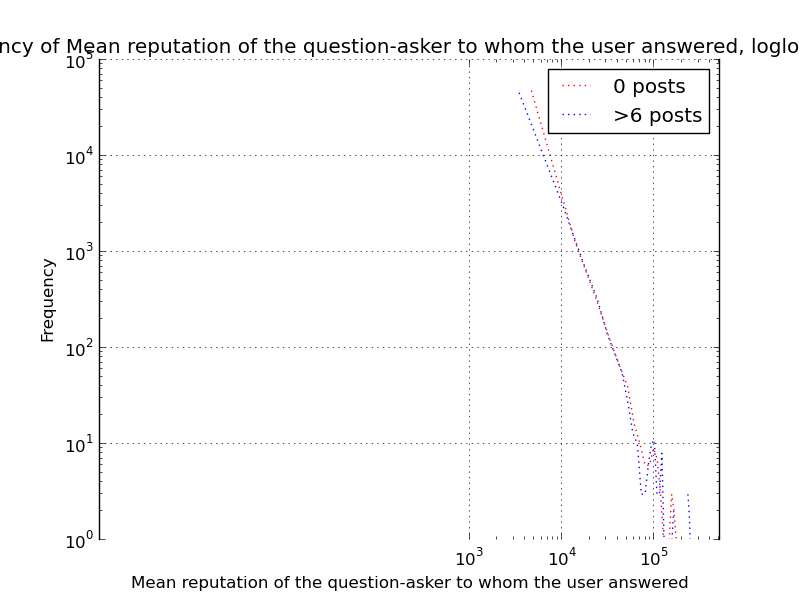 ncy of Mean reputation of the question-asker to whom the user answered, loglo
10^5
10^4
10^3
10^2
10^1
10^0
Frequency
0 posts
>6 posts
10^3 10^4 10^5
Mean reputation of the question-asker to whom the user answered